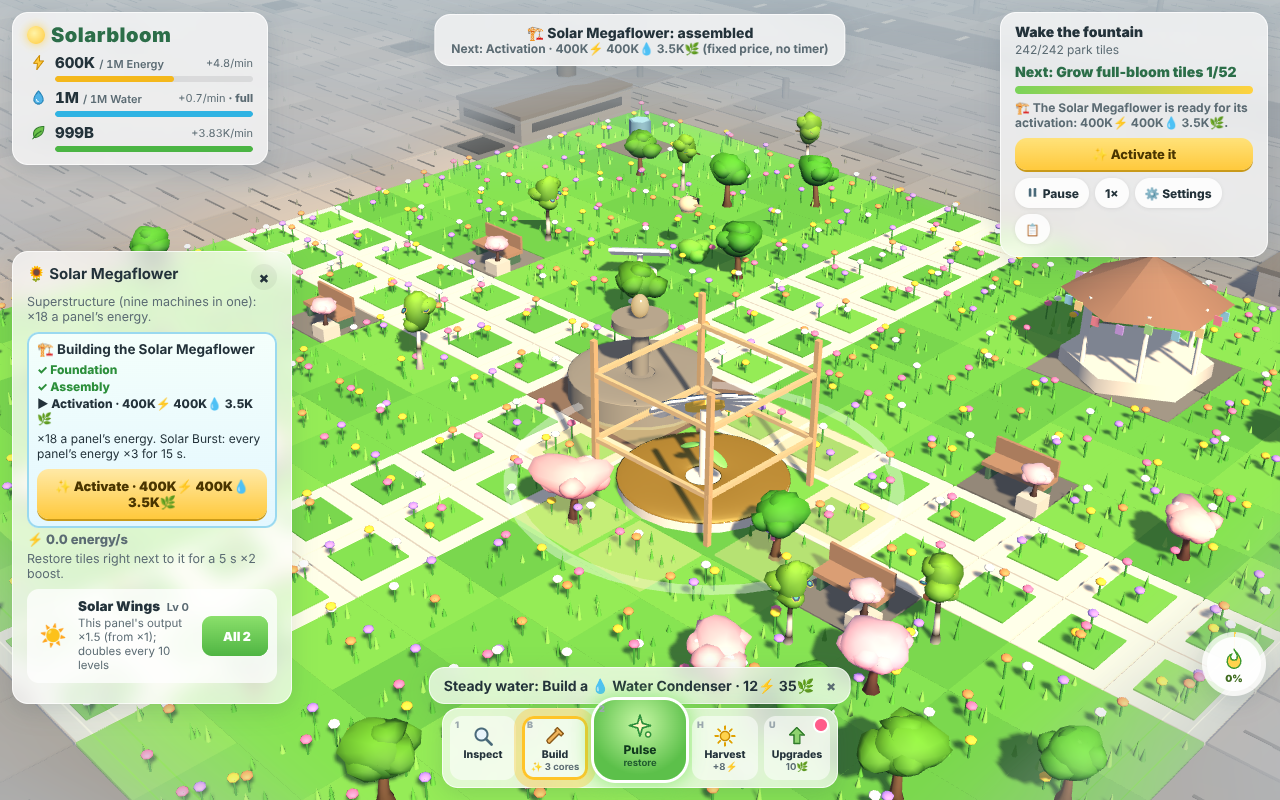 Solarbloom
600K / 1M Energy +4.8/min
1M / 1M Water +0.7/min · full
999B +3.83K/min
🏗️ Solar Megaflower: assembled
Next: Activation · 400K⚡ 400K💧 3.5K🌿 (fixed price, no timer)
Wake the fountain
242/242 park tiles
Next: Grow full-bloom tiles 1/52
🏗️ The Solar Megaflower is ready for its
activation: 400K⚡ 400K💧 3.5K🌿.
✨ Activate it
Pause 1× ⚙️ Settings
📋
🌻 Solar Megaflower ✖
Superstructure (nine machines in one):
×18 a panel's energy.
🏗️ Building the Solar Megaflower
✓ Foundation
✓ Assembly
▶ Activation · 400K⚡ 400K💧 3.5K
🌿
×18 a panel's energy. Solar Burst: every
panel's energy ×3 for 15 s.
✨ Activate · 400K⚡ 400K💧
3.5K🌿
⚡ 0.0 energy/s
Restore tiles right next to it for a 5 s ×2
boost.
Solar Wings Lv 0
This panel's output
×1.5 (from ×1);
doubles every 10
levels
All 2
0%
Steady water: Build a 💧 Water Condenser · 12⚡ 35🌿 ✖
1 Inspect
B Build
✨ 3 cores
Pulse
restore
H Harvest
+8⚡
U Upgrades
10🌿